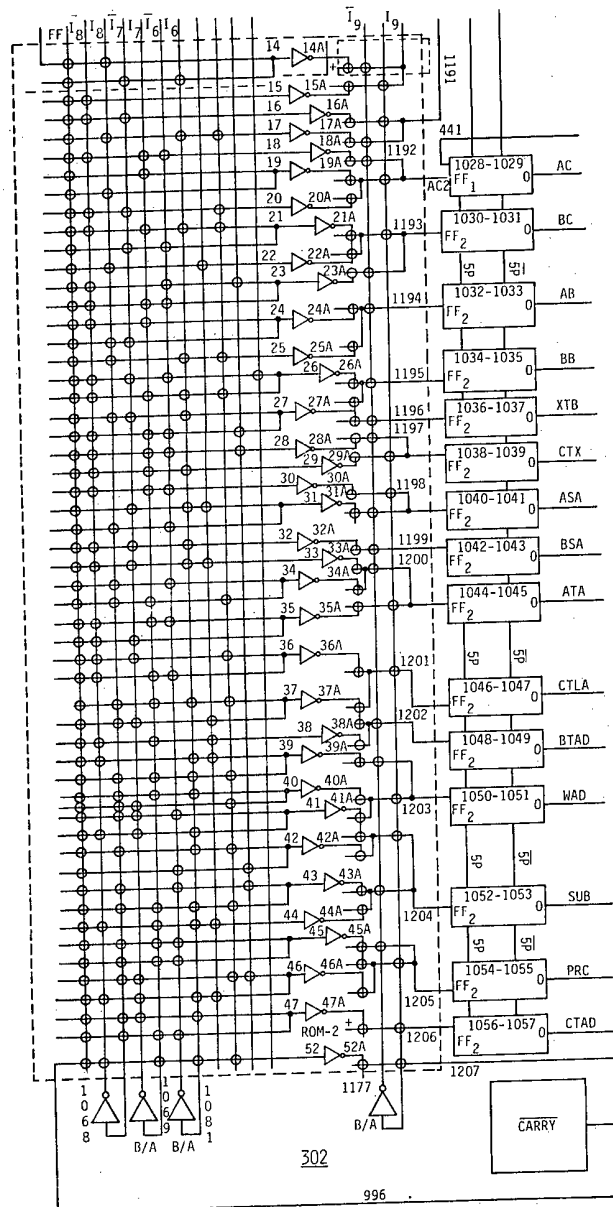 FF Ī8 I8 Ī7 I7 Ī6 I6
Ī9 I9
14 14A +
15 15A
16 16A
17 17A
18 18A
19 19A
20 20A
21 21A
22 22A
23 23A
24 24A
25 25A
26 26A
27 27A
28 28A
29 29A
30 30A
31 31A
32 32A
33 33A
34 34A
35 35A
36 36A
37 37A
38 38A
39 39A
40 40A
41 41A
42 42A
43 43A
44 44A
45 45A
46 46A
47 47A
ROM-2 ±
52 52A
1191
441
1192
AC2
1193
1194
1195
1196
1197
1198
1199
1200
1201
1202
1203
1204
1205
1206
1207
1028-1029
FF1 0 AC
1030-1031
FF2 0 BC
5P 5P̅
1032-1033
FF2 0 AB
1034-1035
FF2 0 BB
1036-1037
FF2 0 XTB
1038-1039
FF2 0 CTX
1040-1041
FF2 0 ASA
1042-1043
FF2 0 BSA
1044-1045
FF2 0 ATA
5P 5P̅
1046-1047
FF2 0 CTLA
1048-1049
FF2 0 BTAD
1050-1051
FF2 0 WAD
5P 5P̅
1052-1053
FF2 0 SUB
5P 5P̅
1054-1055
FF2 0 PRC
1056-1057
FF2 0 CTAD
1068
B/A
1069
1081
B/A
1177
B/A
302
C̅A̅R̅R̅Y̅
996